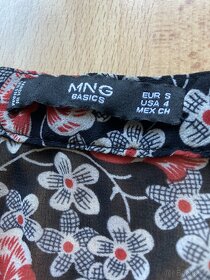 MNG
BASICS
EUR S
USA 4
MEX CH